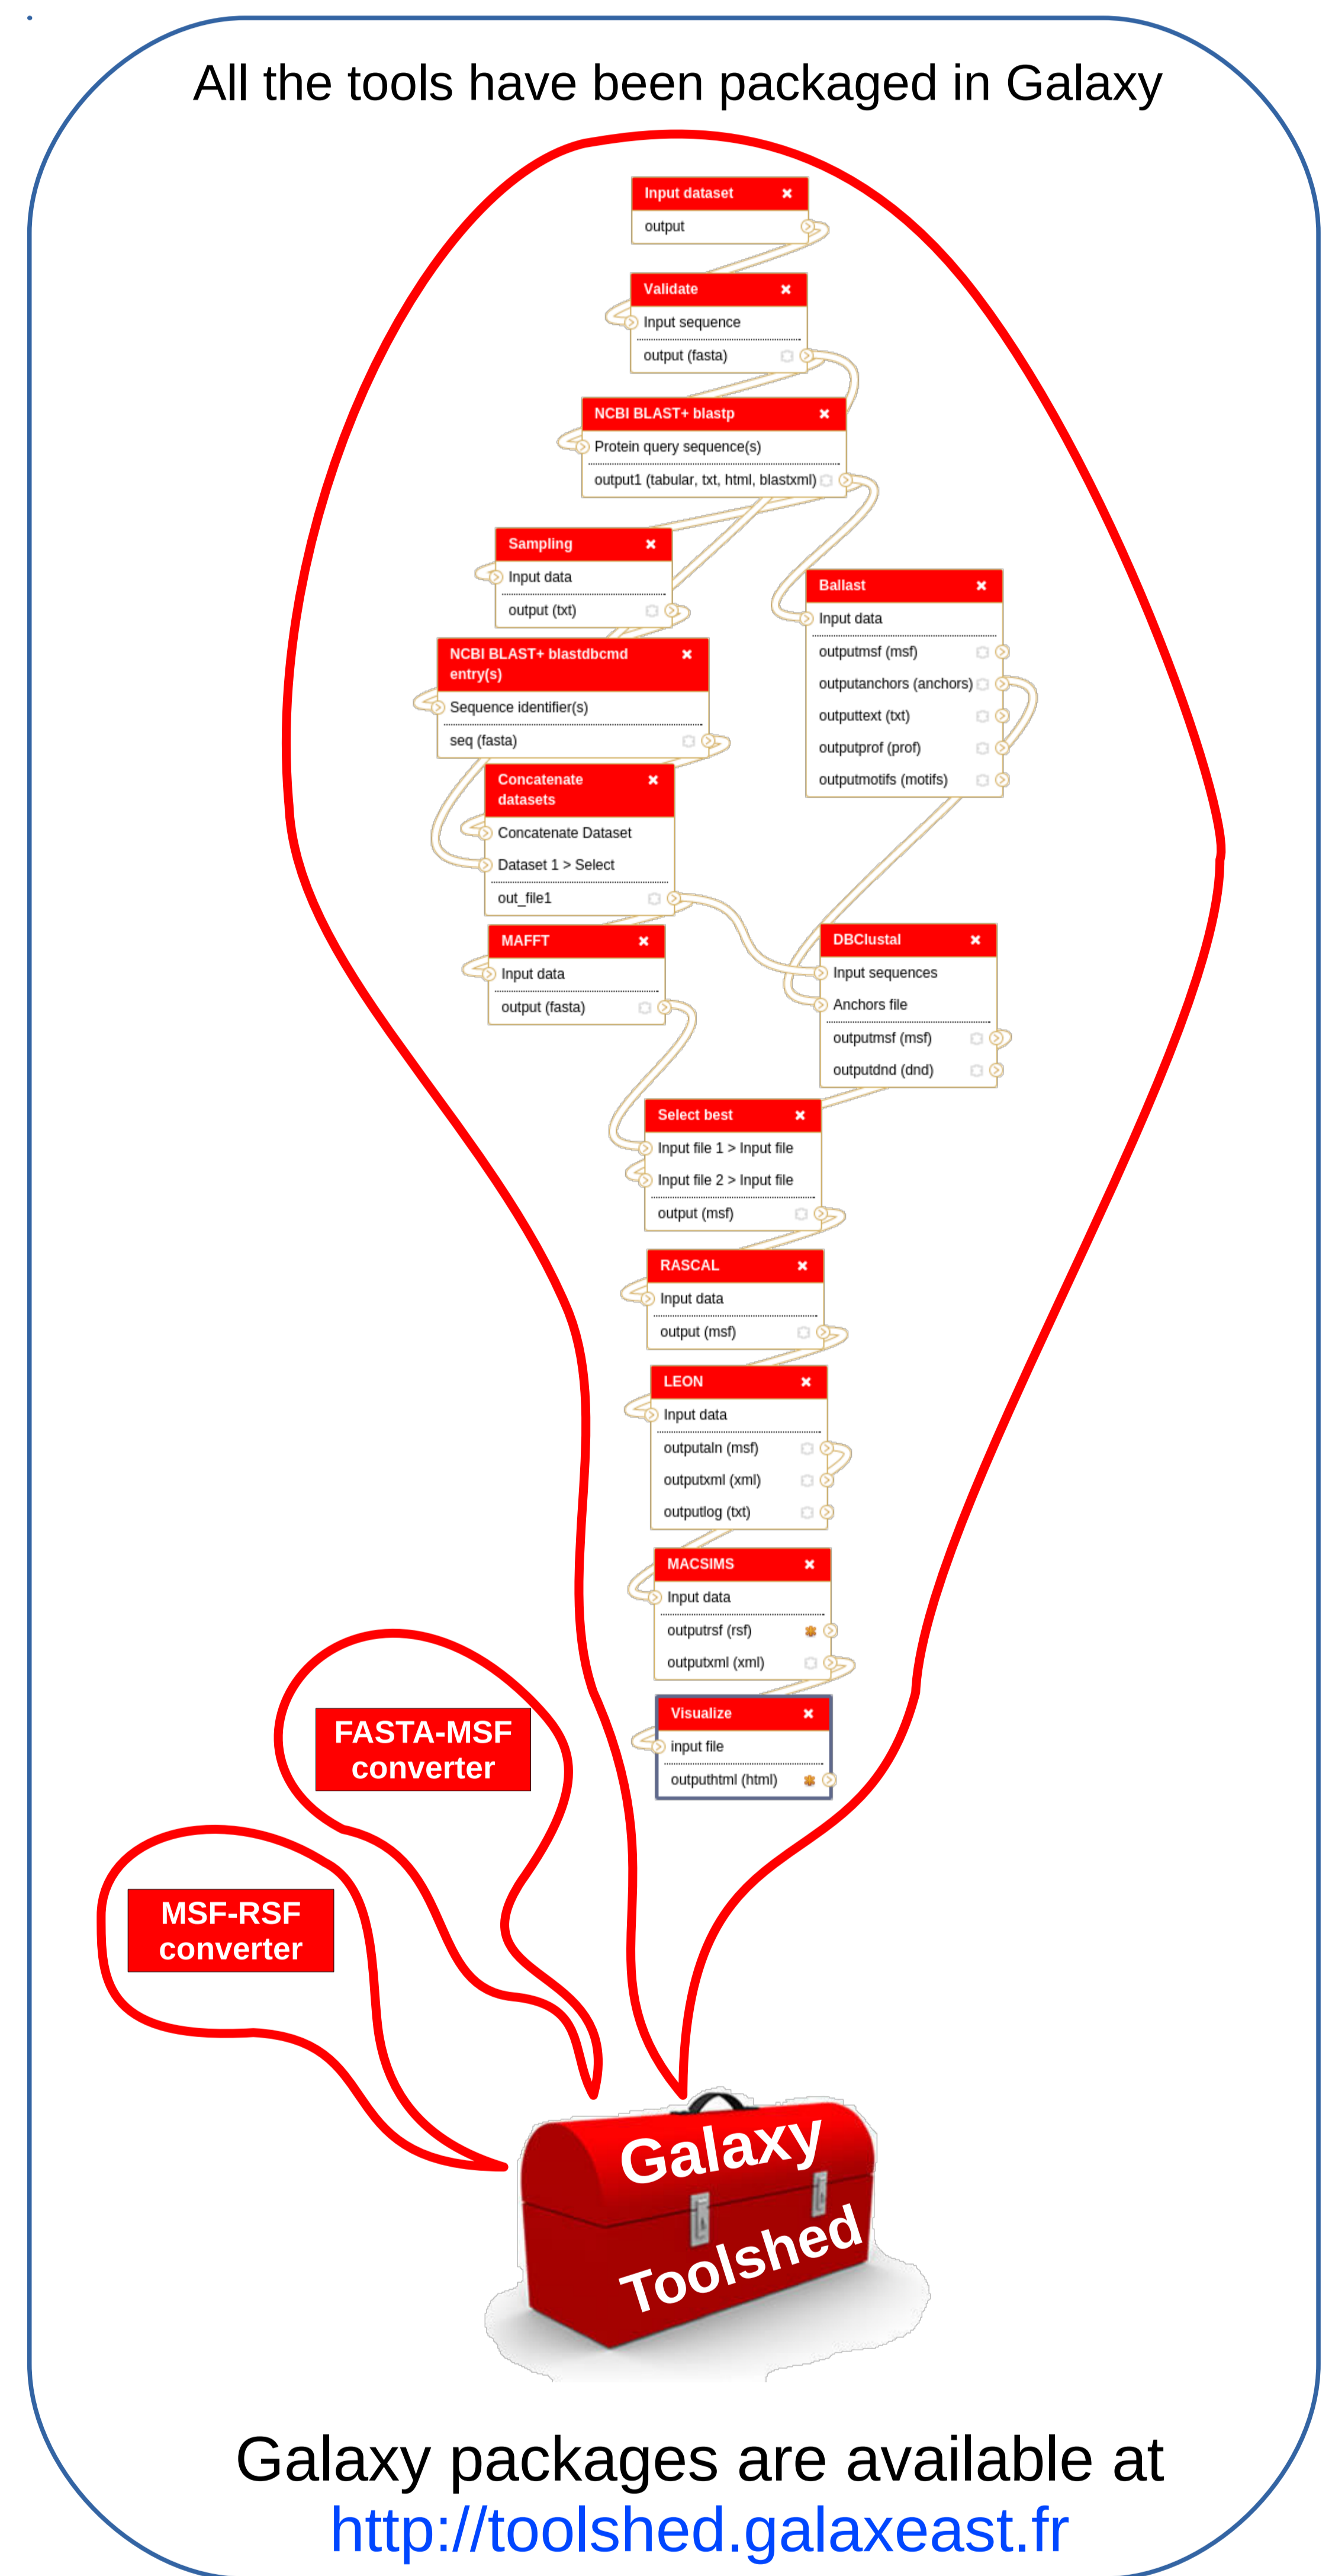 All the tools have been packaged in Galaxy
Input dataset
output
Validate
Input sequence
output (fasta)
NCBI BLAST+ blastp
Protein query sequence(s)
output1 (tabular, txt, html, blastxml)
Sampling
Input data
output (txt)
Ballast
Input data
outputmsf (msf)
outputanchors (anchors)
outputtext (txt)
outputprof (prof)
outputmotifs (motifs)
NCBI BLAST+ blastdbcmd
entry(s)
Sequence identifier(s)
seq (fasta)
Concatenate
datasets
Concatenate Dataset
Dataset 1 > Select
out_file1
MAFFT
Input data
output (fasta)
DBClustal
Input sequences
Anchors file
outputmsf (msf)
outputdnd (dnd)
Select best
Input file 1 > Input file
Input file 2 > Input file
output (msf)
RASCAL
Input data
output (msf)
LEON
Input data
outputaln (msf)
outputxml (xml)
outputlog (txt)
MACSIMS
Input data
outputrsf (rsf)
outputxml (xml)
Visualize
input file
outputhtml (html)
FASTA-MSF
converter
MSF-RSF
converter
Galaxy
Toolshed
Galaxy packages are available at
http://toolshed.galaxeast.fr